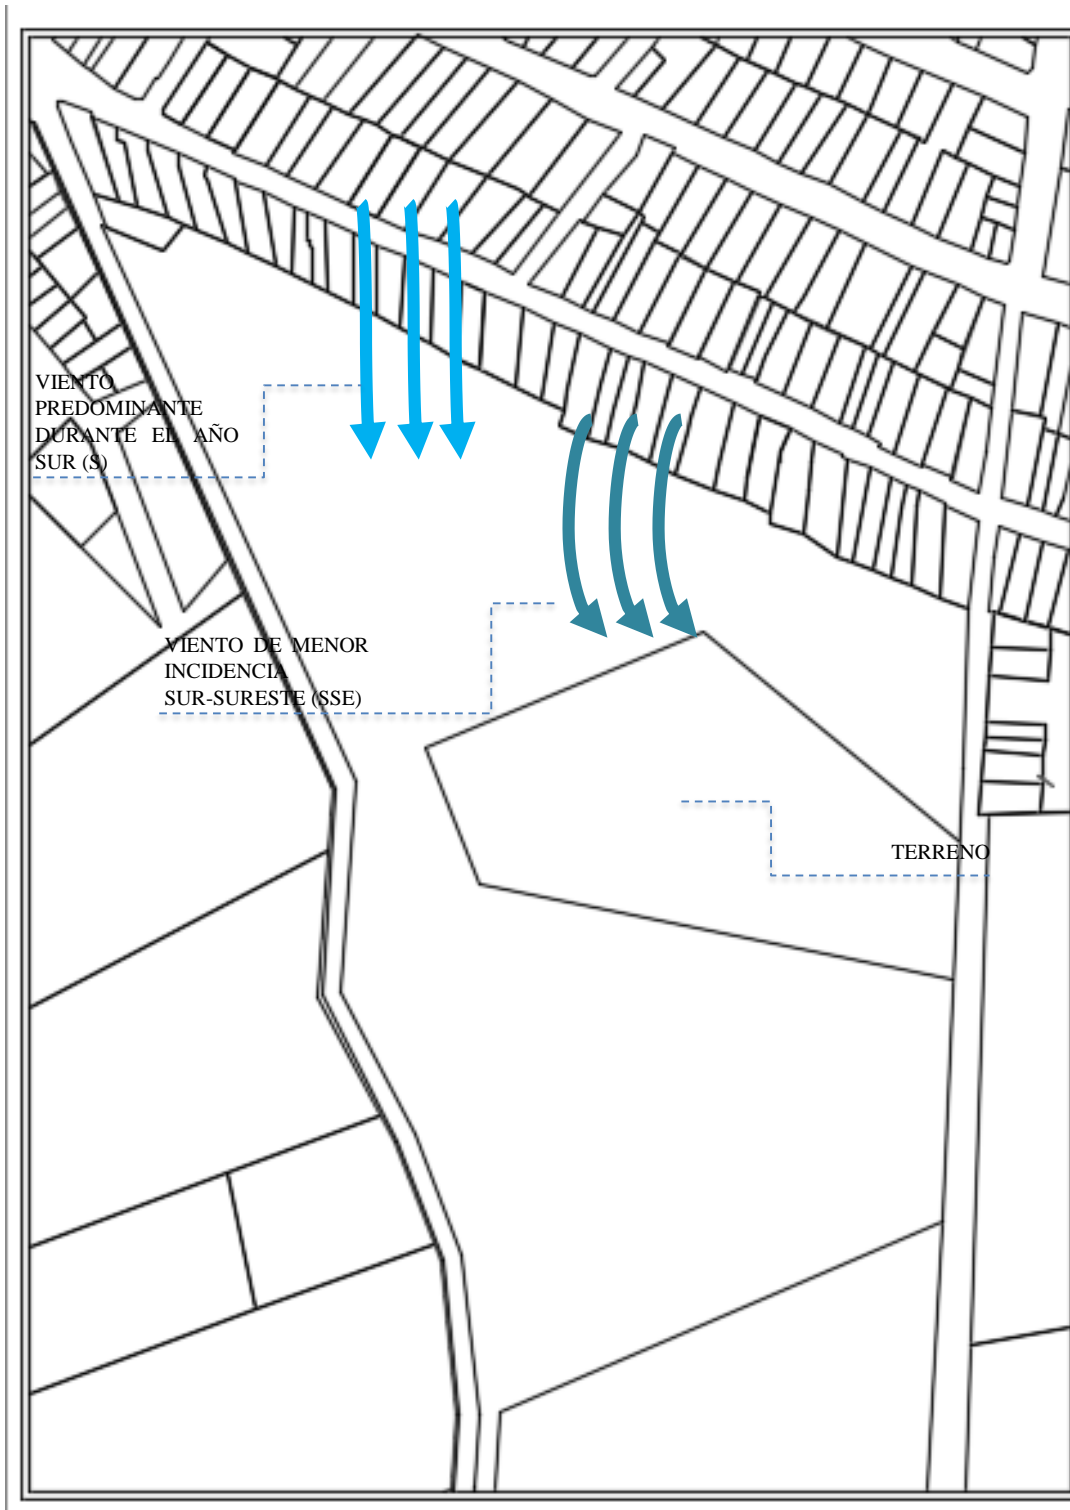 VIENTO
PREDOMINANTE
DURANTE EL AÑO
SUR (S)
VIENTO DE MENOR
INCIDENCIA
SUR-SURESTE (SSE)
TERRENO